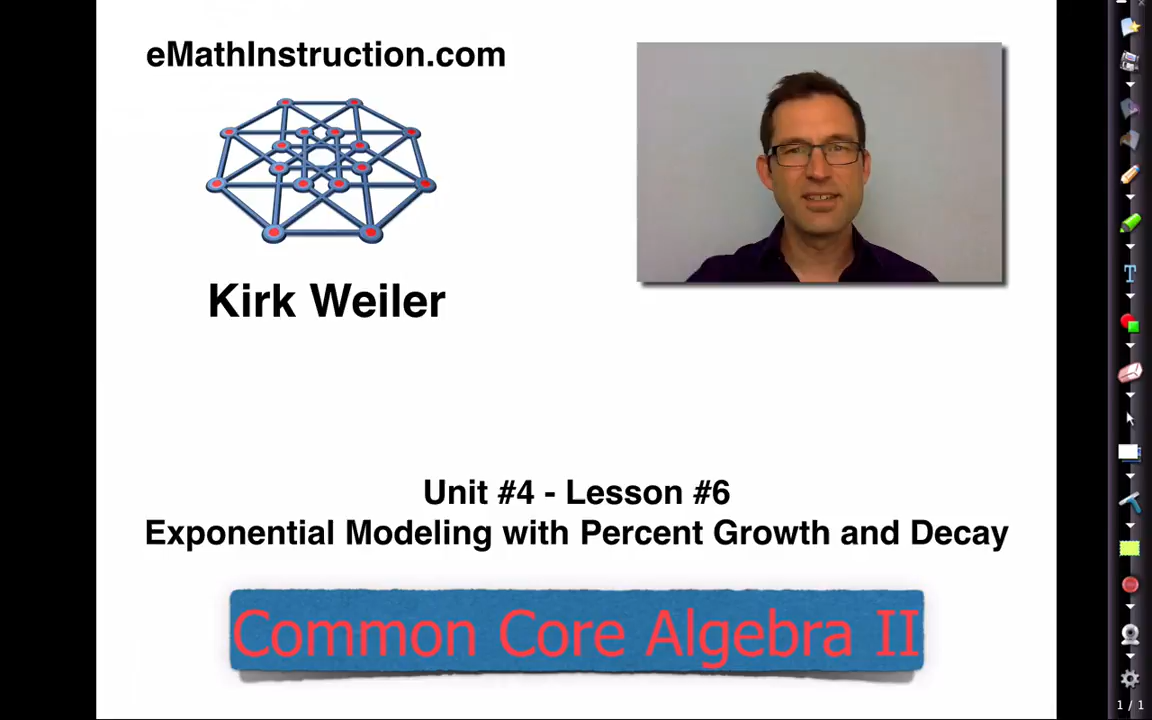 eMathInstruction.com
Kirk Weiler
Unit #4 - Lesson #6
Exponential Modeling with Percent Growth and Decay
Common Core Algebra II
T
1 / 1